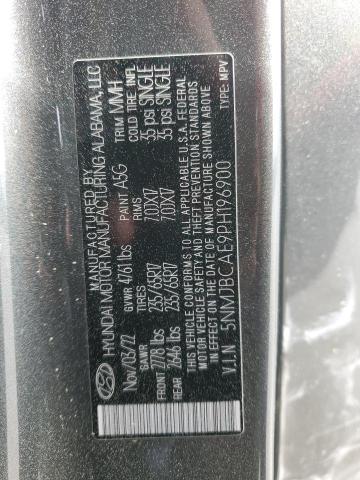 MANUFACTURED BY
HYUNDAI MOTOR MANUFACTURING ALABAMA, LLC
Nov/03/22 GVWR 4761 lbs PAINT A5G TRIM MMH
GAWR TIRES RIMS COLD TIRE INFL
FRONT 2778 lbs 235/65R17 7.0JX17 35 psi SINGLE
REAR 2646 lbs 235/65R17 7.0JX17 35 psi SINGLE
THIS VEHICLE CONFORMS TO ALL APPLICABLE U.S.A. FEDERAL
MOTOR VEHICLE SAFETY AND THEFT PREVENTION STANDARDS
IN EFFECT ON THE DATE OF MANUFACTURE SHOWN ABOVE
V.I.N. 5NMJBCAE9PH196900 TYPE: MPV